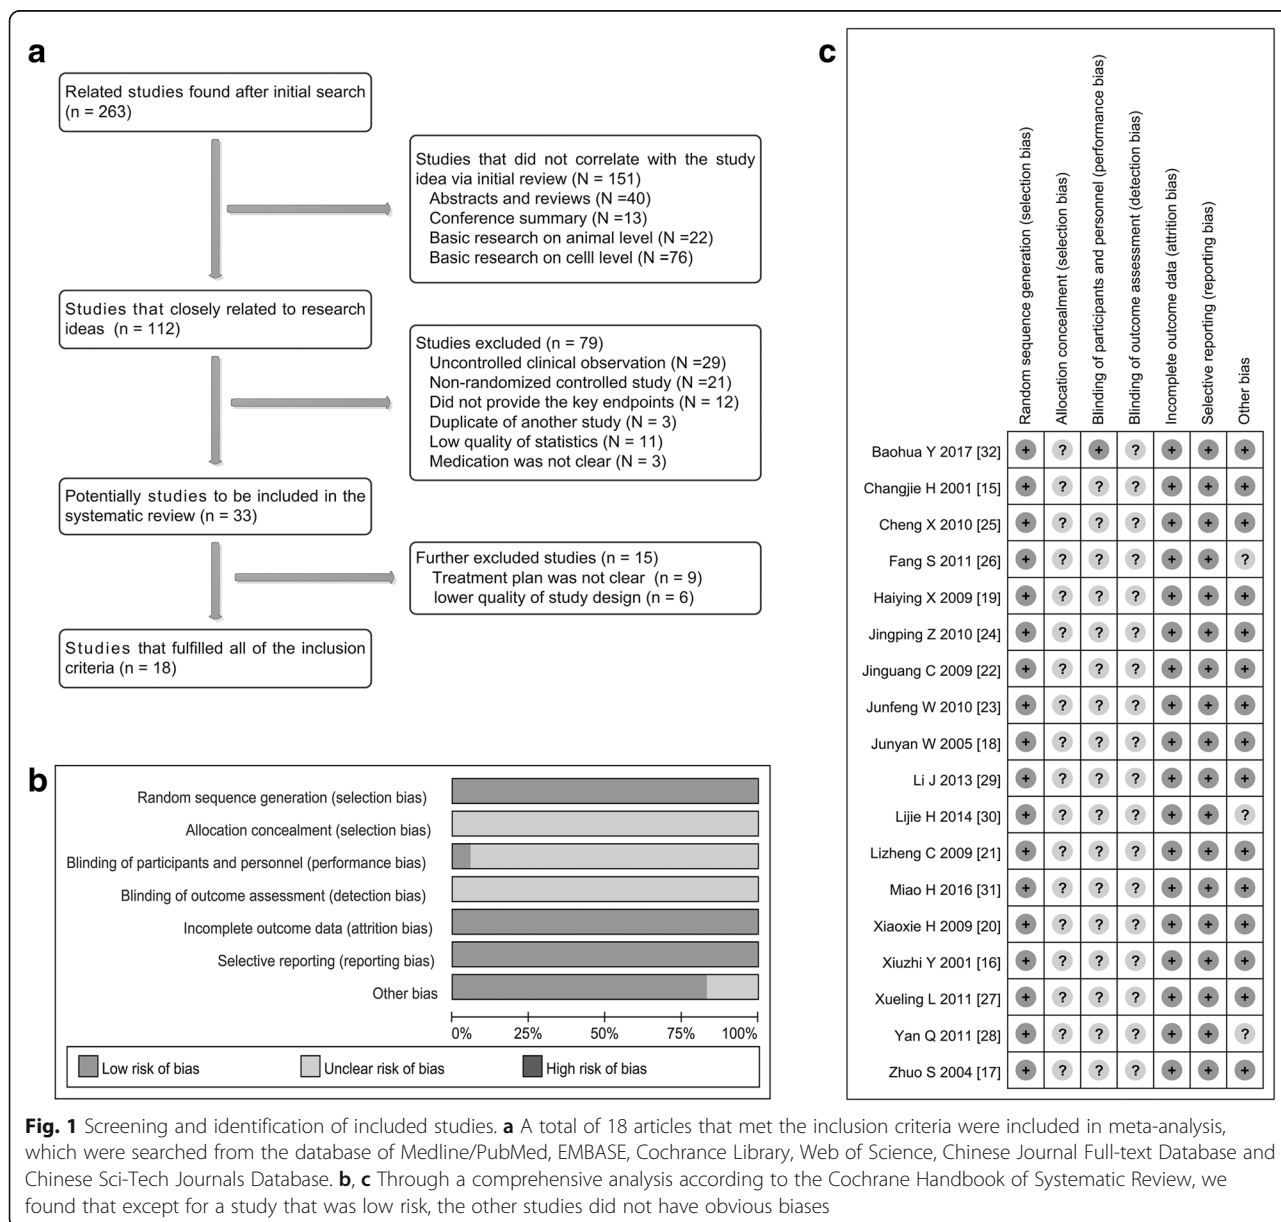 a
Related studies found after initial search
(n = 263)
Studies that did not correlate with the study
idea via initial review (N = 151)
Abstracts and reviews (N =40)
Conference summary (N =13)
Basic research on animal level (N =22)
Basic research on celll level (N =76)
Studies that closely related to research
ideas (n = 112)
Studies excluded (n = 79)
Uncontrolled clinical observation (N =29)
Non-randomized controlled study (N =21)
Did not provide the key endpoints (N = 12)
Duplicate of another study (N = 3)
Low quality of statistics (N = 11)
Medication was not clear (N = 3)
Potentially studies to be included in the
systematic review (n = 33)
Further excluded studies (n = 15)
Treatment plan was not clear (n = 9)
lower quality of study design (n = 6)
Studies that fulfilled all of the inclusion
criteria (n = 18)
b
Random sequence generation (selection bias)
Allocation concealment (selection bias)
Blinding of participants and personnel (performance bias)
Blinding of outcome assessment (detection bias)
Incomplete outcome data (attrition bias)
Selective reporting (reporting bias)
Other bias
0% 25% 50% 75% 100%
Low risk of bias Unclear risk of bias High risk of bias
c
Random sequence generation (selection bias)
Allocation concealment (selection bias)
Blinding of participants and personnel (performance bias)
Blinding of outcome assessment (detection bias)
Incomplete outcome data (attrition bias)
Selective reporting (reporting bias)
Other bias
Baohua Y 2017 [32] + ? + ? + + +
Changjie H 2001 [15] + ? ? ? + + +
Cheng X 2010 [25] + ? ? ? + + +
Fang S 2011 [26] + ? ? ? + + ?
Haiying X 2009 [19] + ? ? ? + + +
Jingping Z 2010 [24] + ? ? ? + + +
Jinguang C 2009 [22] + ? ? ? + + +
Junfeng W 2010 [23] + ? ? ? + + +
Junyan W 2005 [18] + ? ? ? + + +
Li J 2013 [29] + ? ? ? + + +
Lijie H 2014 [30] + ? ? ? + + ?
Lizheng C 2009 [21] + ? ? ? + + +
Miao H 2016 [31] + ? ? ? + + +
Xiaoxie H 2009 [20] + ? ? ? + + +
Xiuzhi Y 2001 [16] + ? ? ? + + +
Xueling L 2011 [27] + ? ? ? + + +
Yan Q 2011 [28] + ? ? ? + + ?
Zhuo S 2004 [17] + ? ? ? + + +
Fig. 1 Screening and identification of included studies. a A total of 18 articles that met the inclusion criteria were included in meta-analysis,
which were searched from the database of Medline/PubMed, EMBASE, Cochrance Library, Web of Science, Chinese Journal Full-text Database and
Chinese Sci-Tech Journals Database. b, c Through a comprehensive analysis according to the Cochrane Handbook of Systematic Review, we
found that except for a study that was low risk, the other studies did not have obvious biases